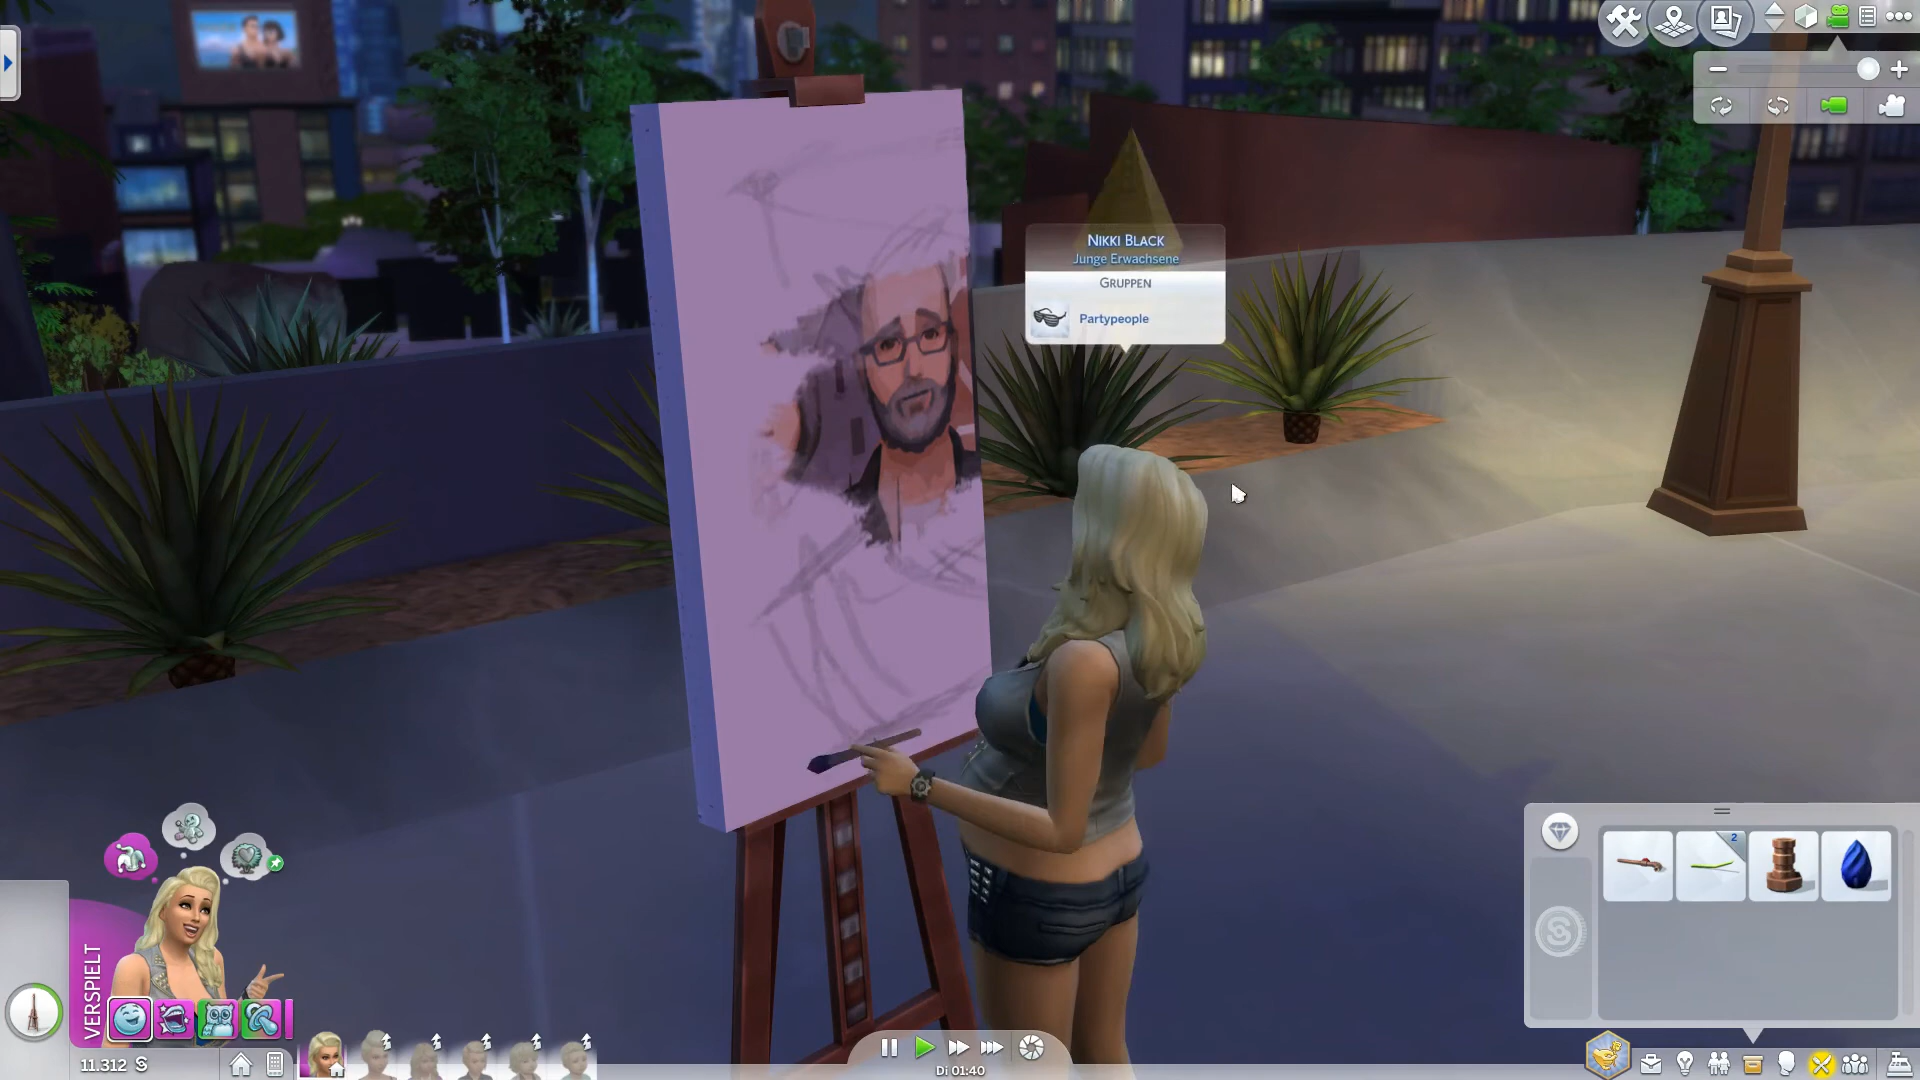 NIKKI BLACK
Junge Erwachsene
GRUPPEN
Partypeople
2
VERSPIELT
11.312 S
Di 01:40